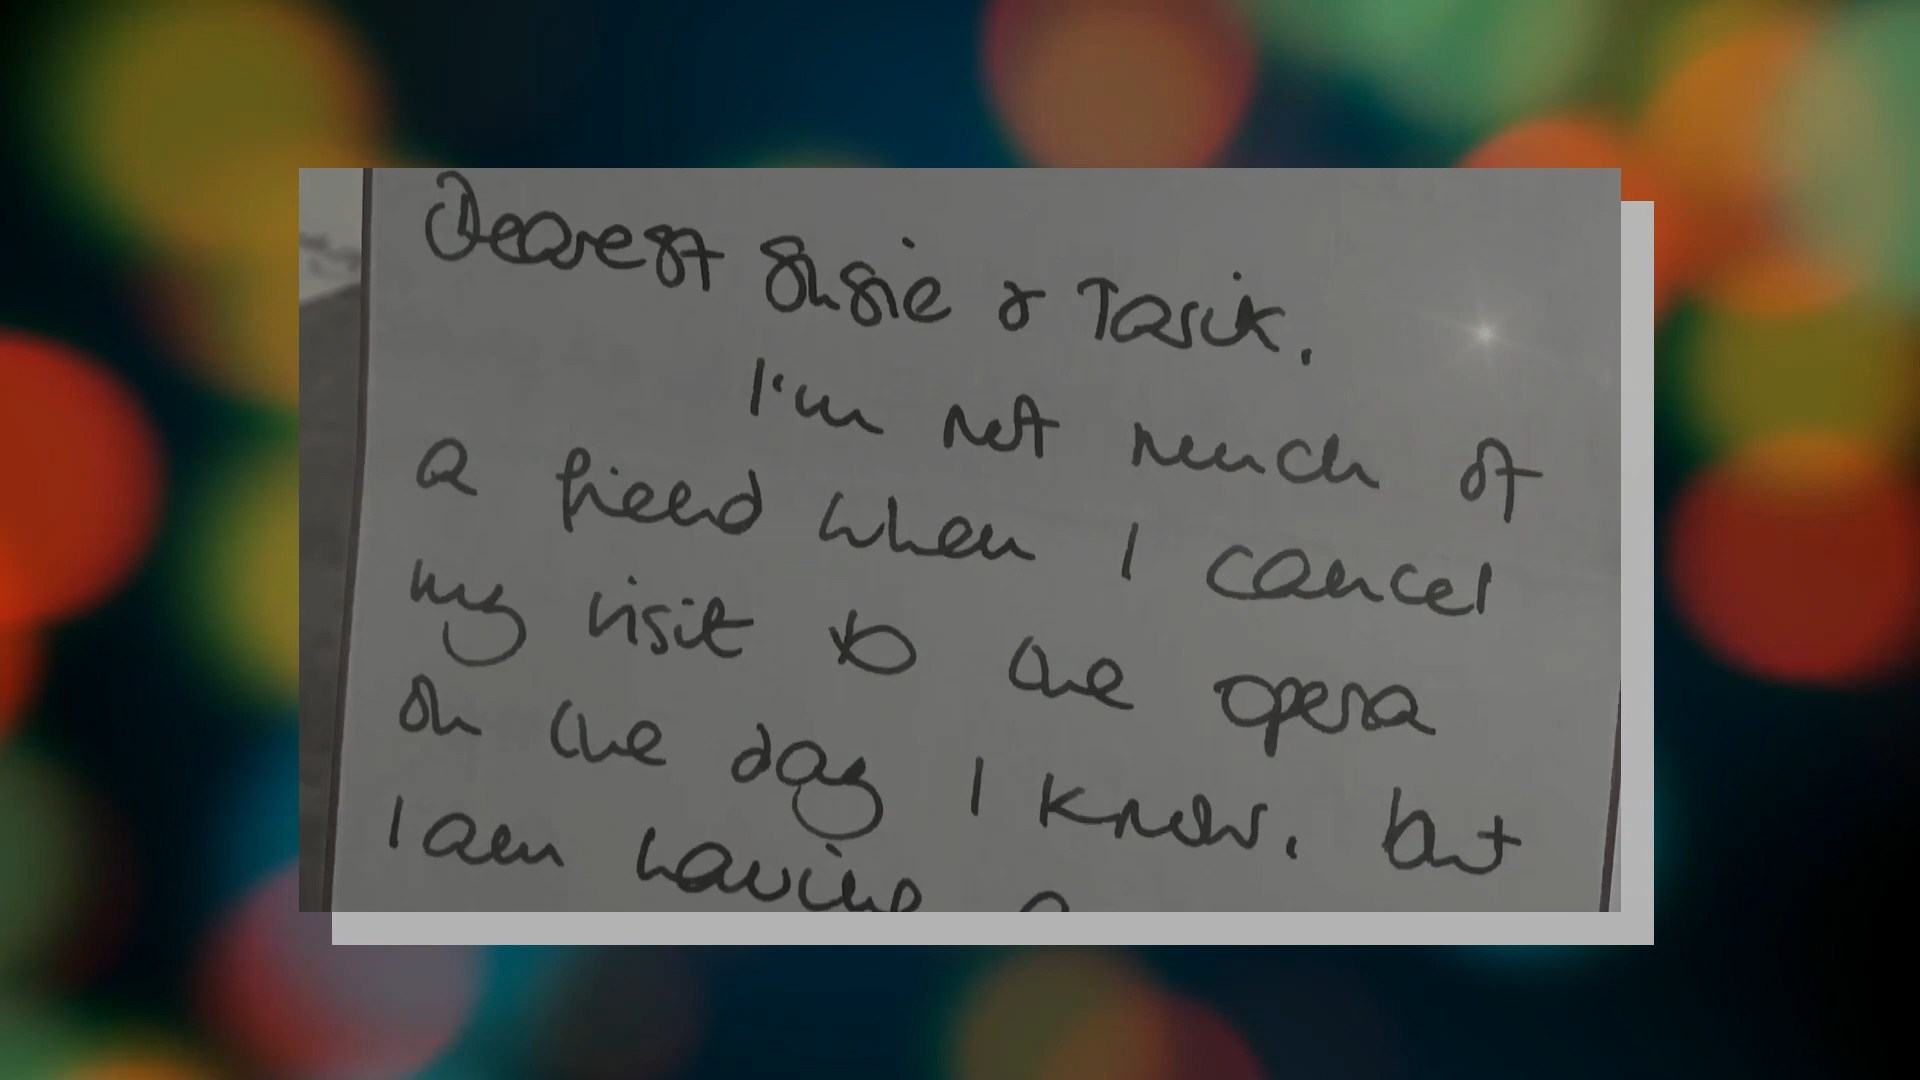 Dearest Susie & Tarik.
I'm not much of
a friend when I cancel
my visit to the opera
on the day I know. but
I am having a